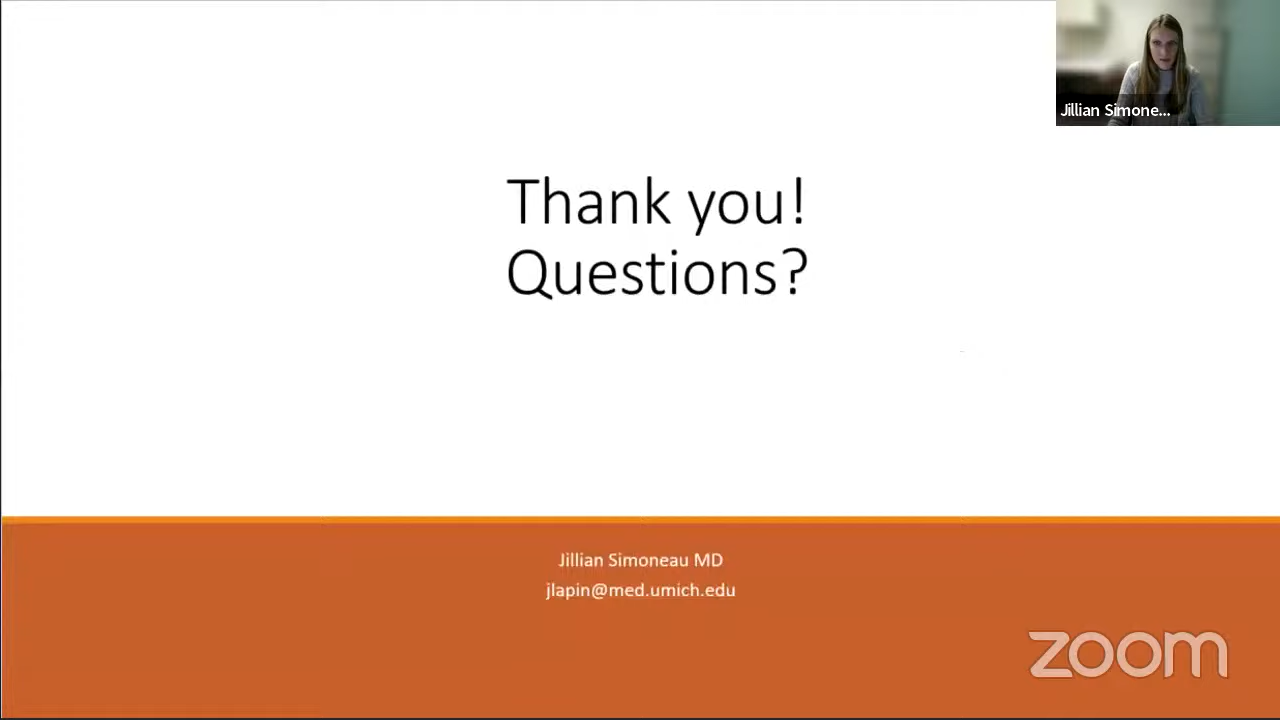 Jillian Simone...
Thank you!
Questions?
Jillian Simoneau MD
jlapin@med.umich.edu
zoom